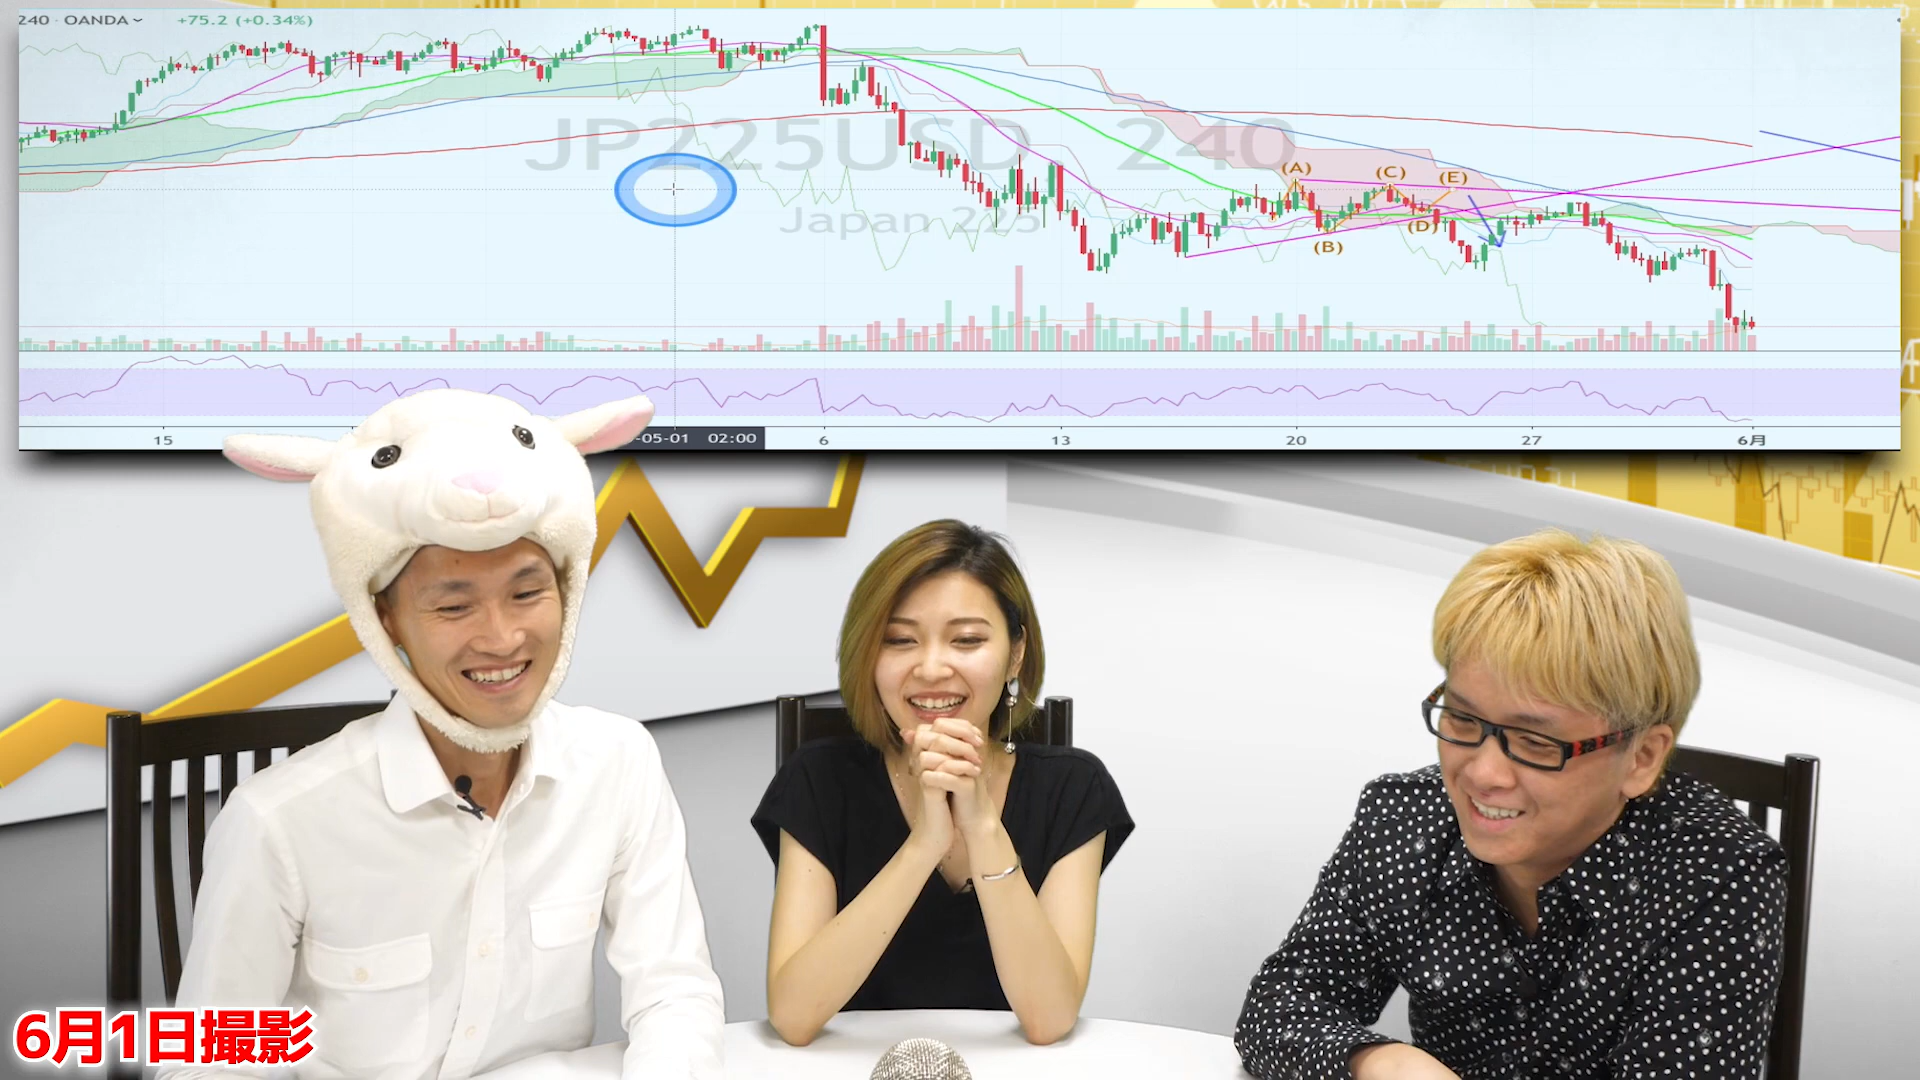 240 · OANDA
+75.2 (+0.34%)
JP225USD, 240
Japan 225
(A)
(C)
(E)
(B)
(D)
15
-05-01 02:00
6
13
20
27
6月
6月1日撮影